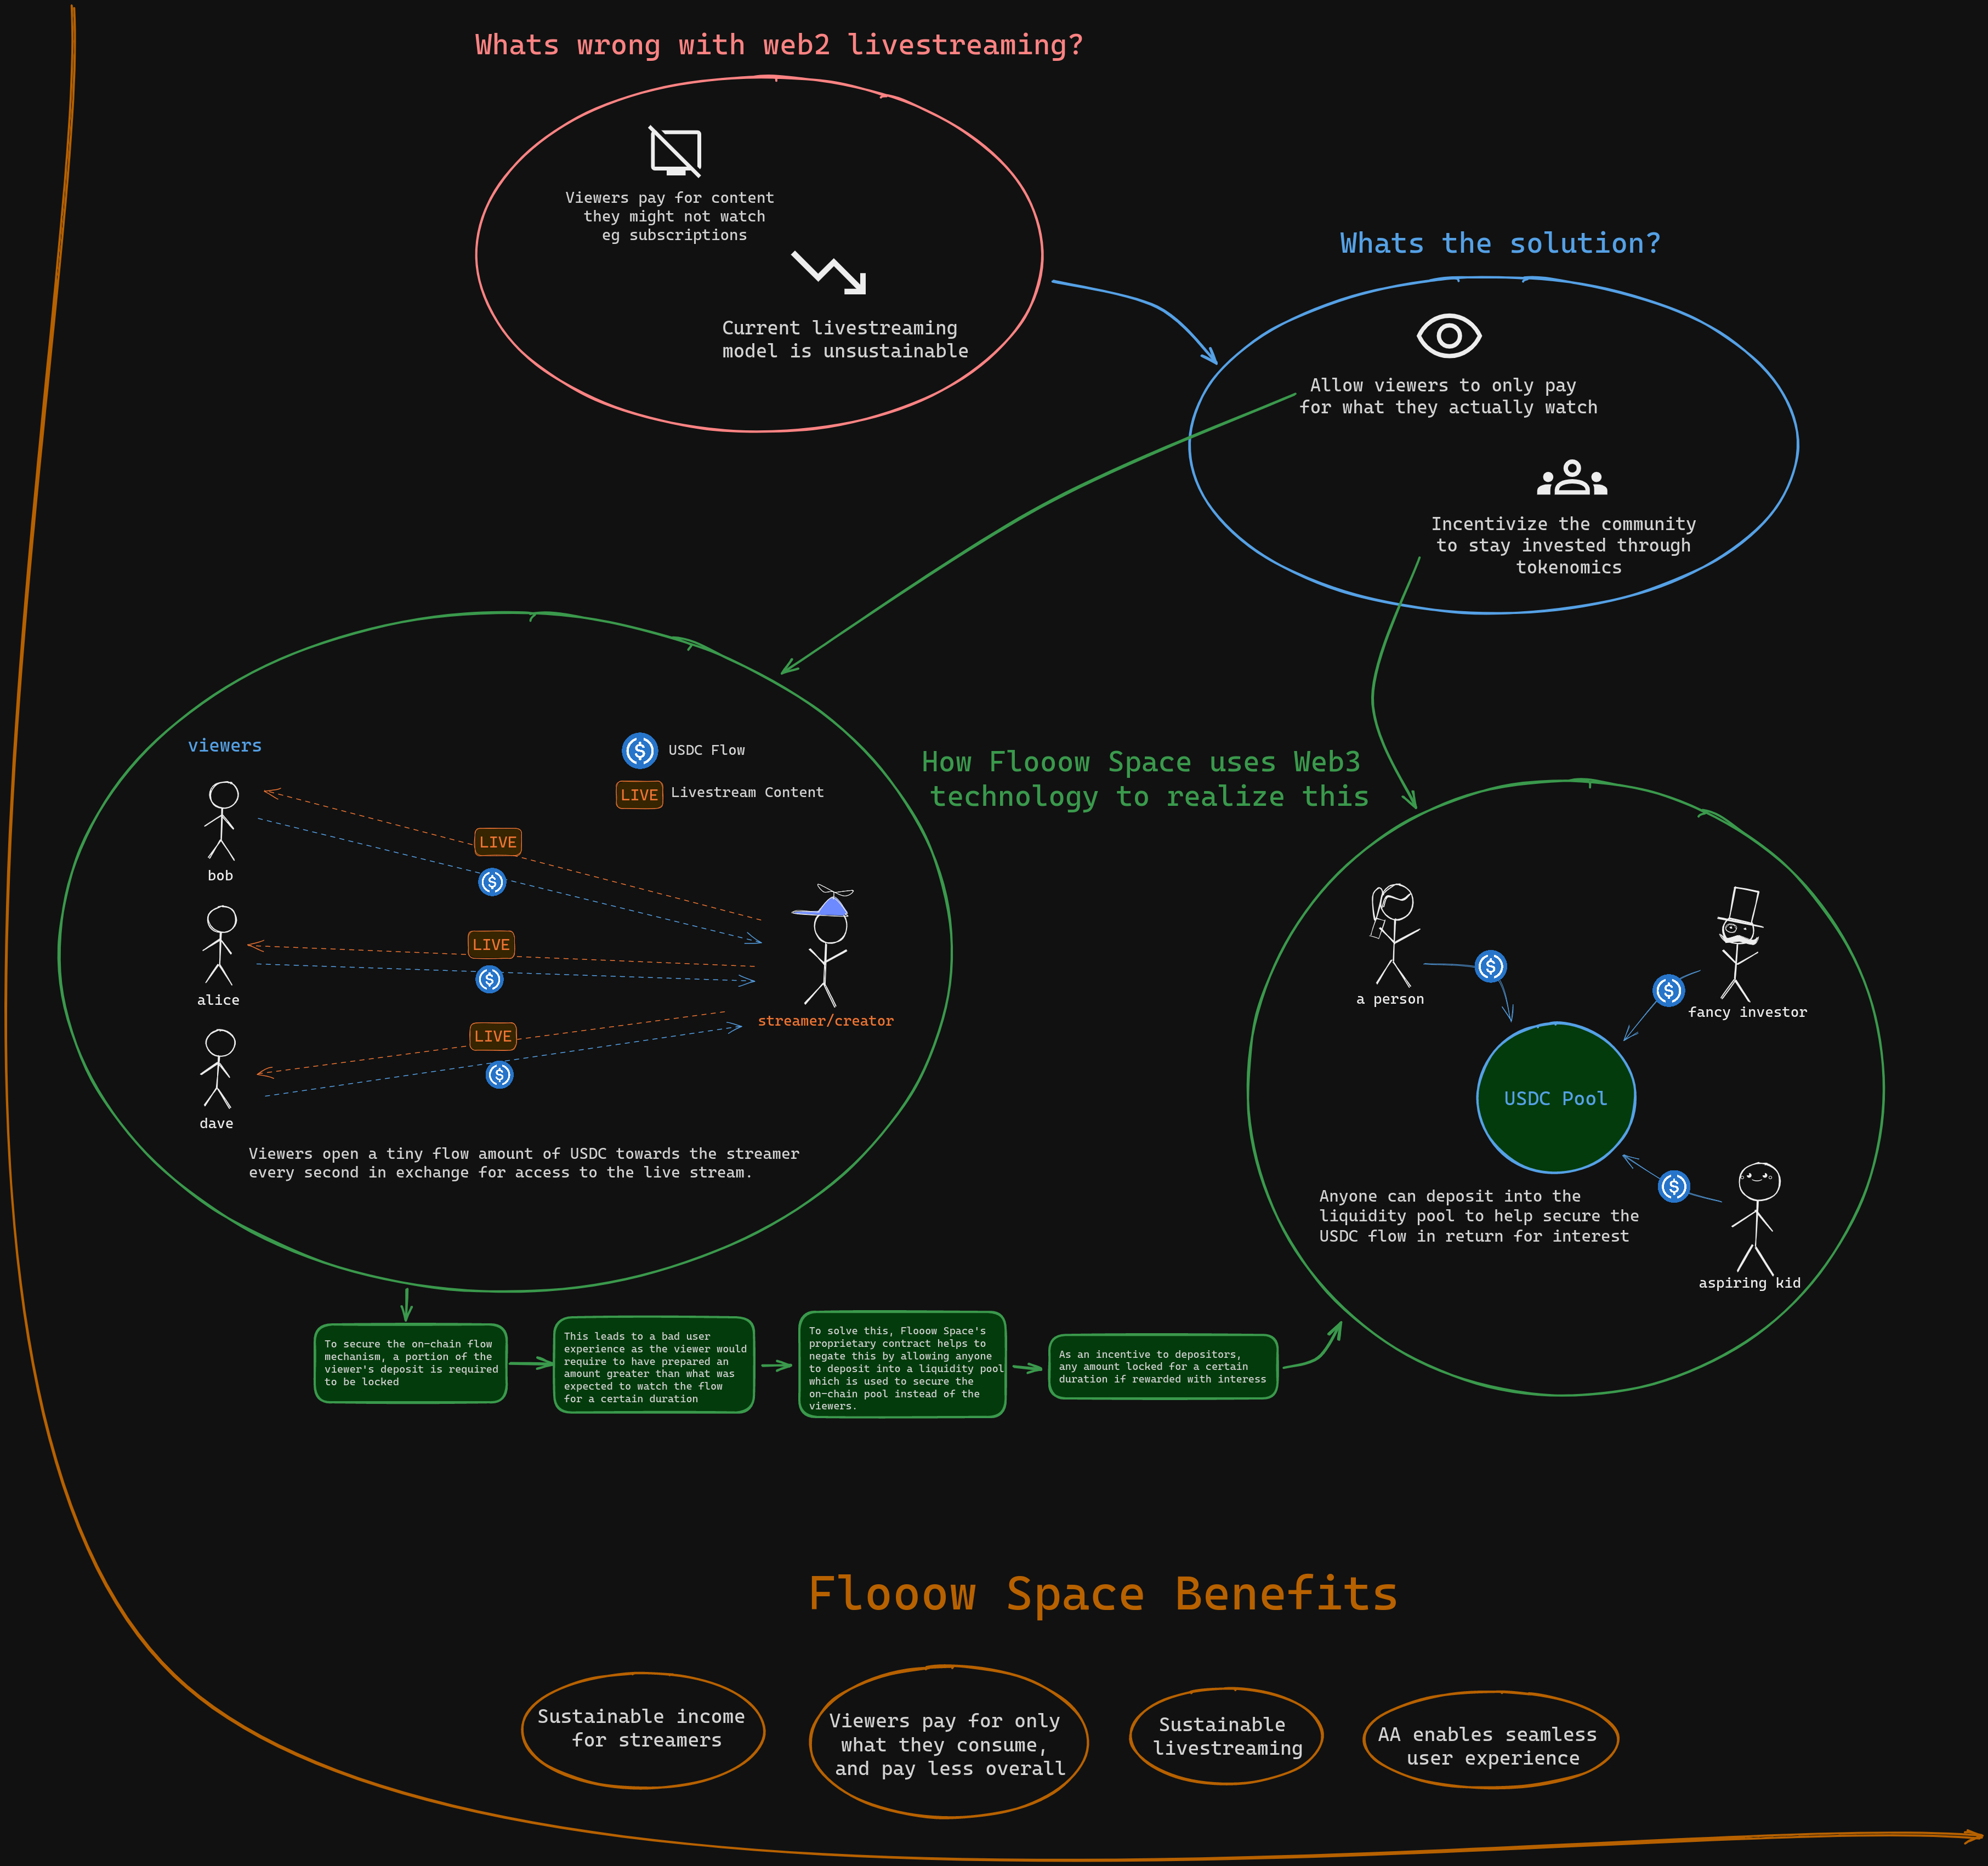 Whats wrong with web2 livestreaming?
Viewers pay for content
they might not watch
eg subscriptions
Current livestreaming
model is unsustainable
Whats the solution?
Allow viewers to only pay
for what they actually watch
Incentivize the community
to stay invested through
tokenomics
How Flooow Space uses Web3
technology to realize this
viewers
USDC Flow
LIVE
Livestream Content
bob
LIVE
alice
LIVE
dave
LIVE
streamer/creator
Viewers open a tiny flow amount of USDC towards the streamer
every second in exchange for access to the live stream.
a person
fancy investor
USDC Pool
Anyone can deposit into the
liquidity pool to help secure the
USDC flow in return for interest
aspiring kid
To secure the on-chain flow
mechanism, a portion of the
viewer's deposit is required
to be locked
This leads to a bad user
experience as the viewer would
require to have prepared an
amount greater than what was
expected to watch the flow
for a certain duration
To solve this, Flooow Space's
proprietary contract helps to
negate this by allowing anyone
to deposit into a liquidity pool
which is used to secure the
on-chain pool instead of the
viewers.
As an incentive to depositors,
any amount locked for a certain
duration if rewarded with interess
Flooow Space Benefits
Sustainable income
for streamers
Viewers pay for only
what they consume,
and pay less overall
Sustainable
livestreaming
AA enables seamless
user experience